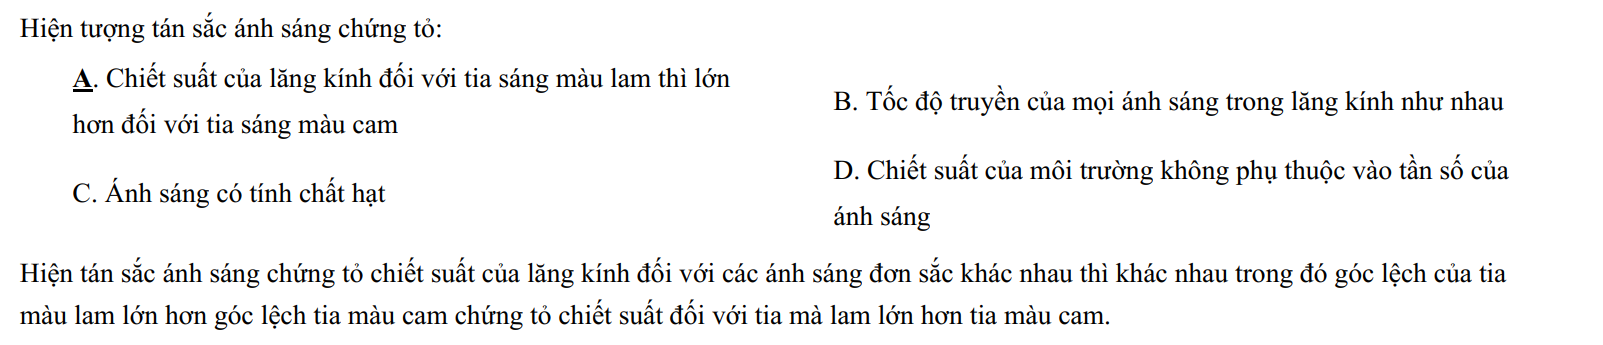 Hiện tượng tán sắc ánh sáng chứng tỏ:
A. Chiết suất của lăng kính đối với tia sáng màu lam thì lớn
hơn đối với tia sáng màu cam
B. Tốc độ truyền của mọi ánh sáng trong lăng kính như nhau
C. Ánh sáng có tính chất hạt
D. Chiết suất của môi trường không phụ thuộc vào tần số của
ánh sáng
Hiện tán sắc ánh sáng chứng tỏ chiết suất của lăng kính đối với các ánh sáng đơn sắc khác nhau thì khác nhau trong đó góc lệch của tia
màu lam lớn hơn góc lệch tia màu cam chứng tỏ chiết suất đối với tia mà lam lớn hơn tia màu cam.